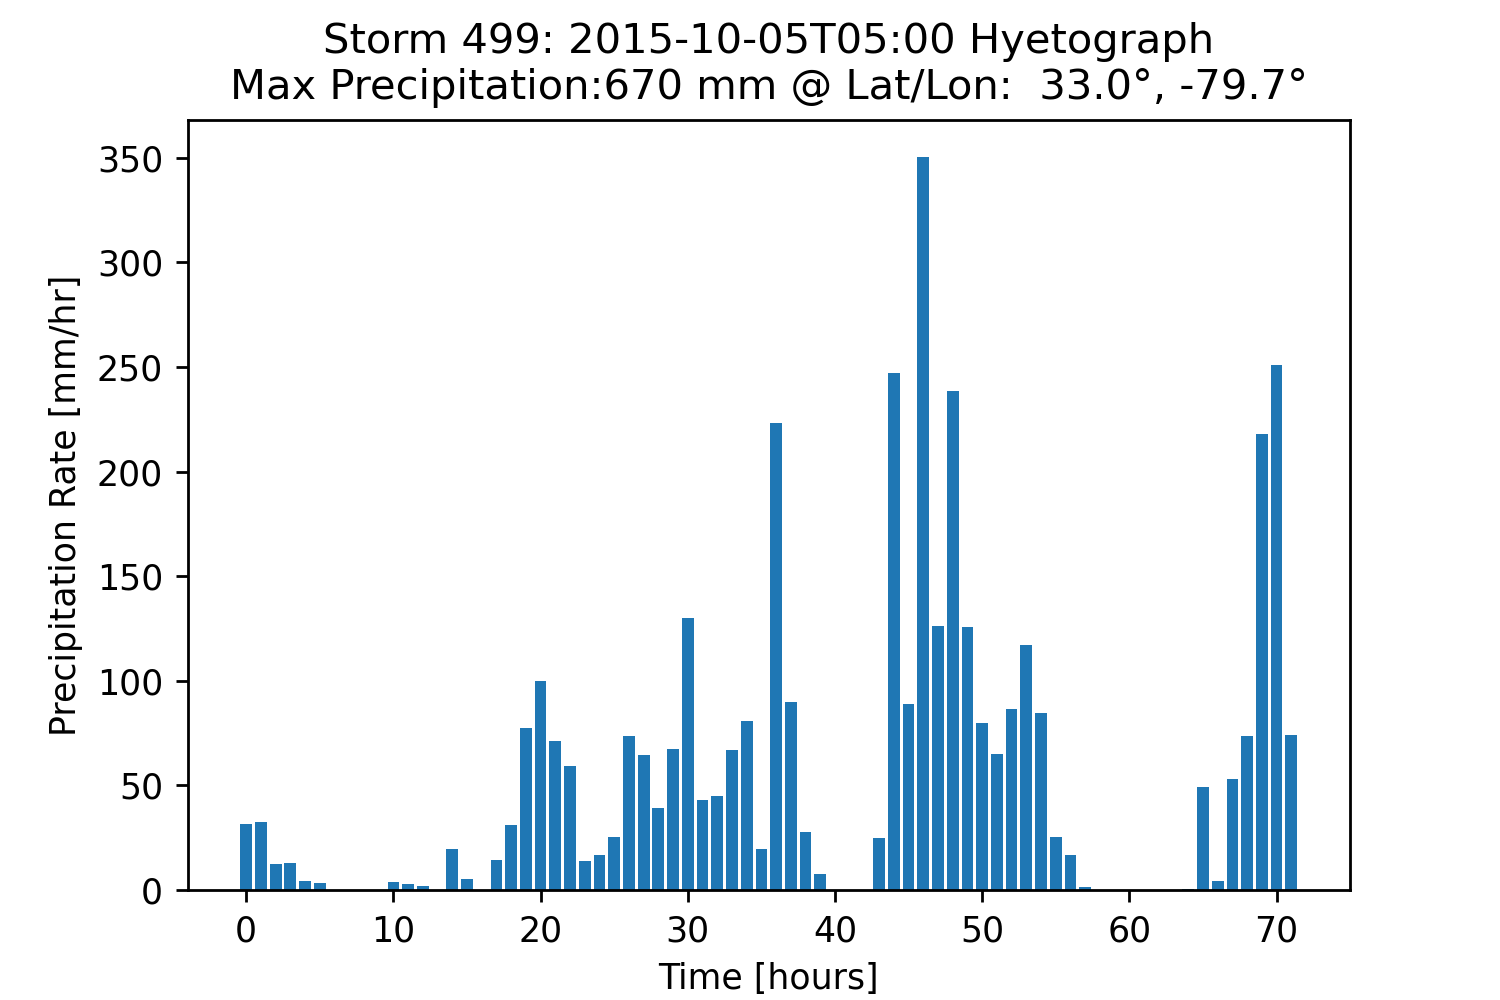 Storm 499: 2015-10-05T05:00 Hyetograph
Max Precipitation:670 mm @ Lat/Lon:  33.0°, -79.7°
350
300
250
200
150
100
50
0
Precipitation Rate [mm/hr]
0 10 20 30 40 50 60 70
Time [hours]